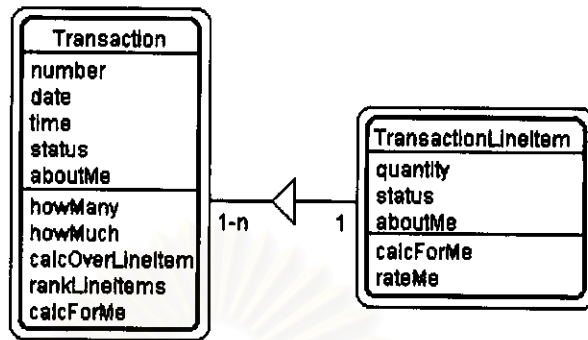 Transaction
number
date
time
status
aboutMe
howMany
howMuch
calcOverLineItem
rankLineItems
calcForMe
1-n
1
TransactionLineItem
quantity
status
aboutMe
calcForMe
rateMe